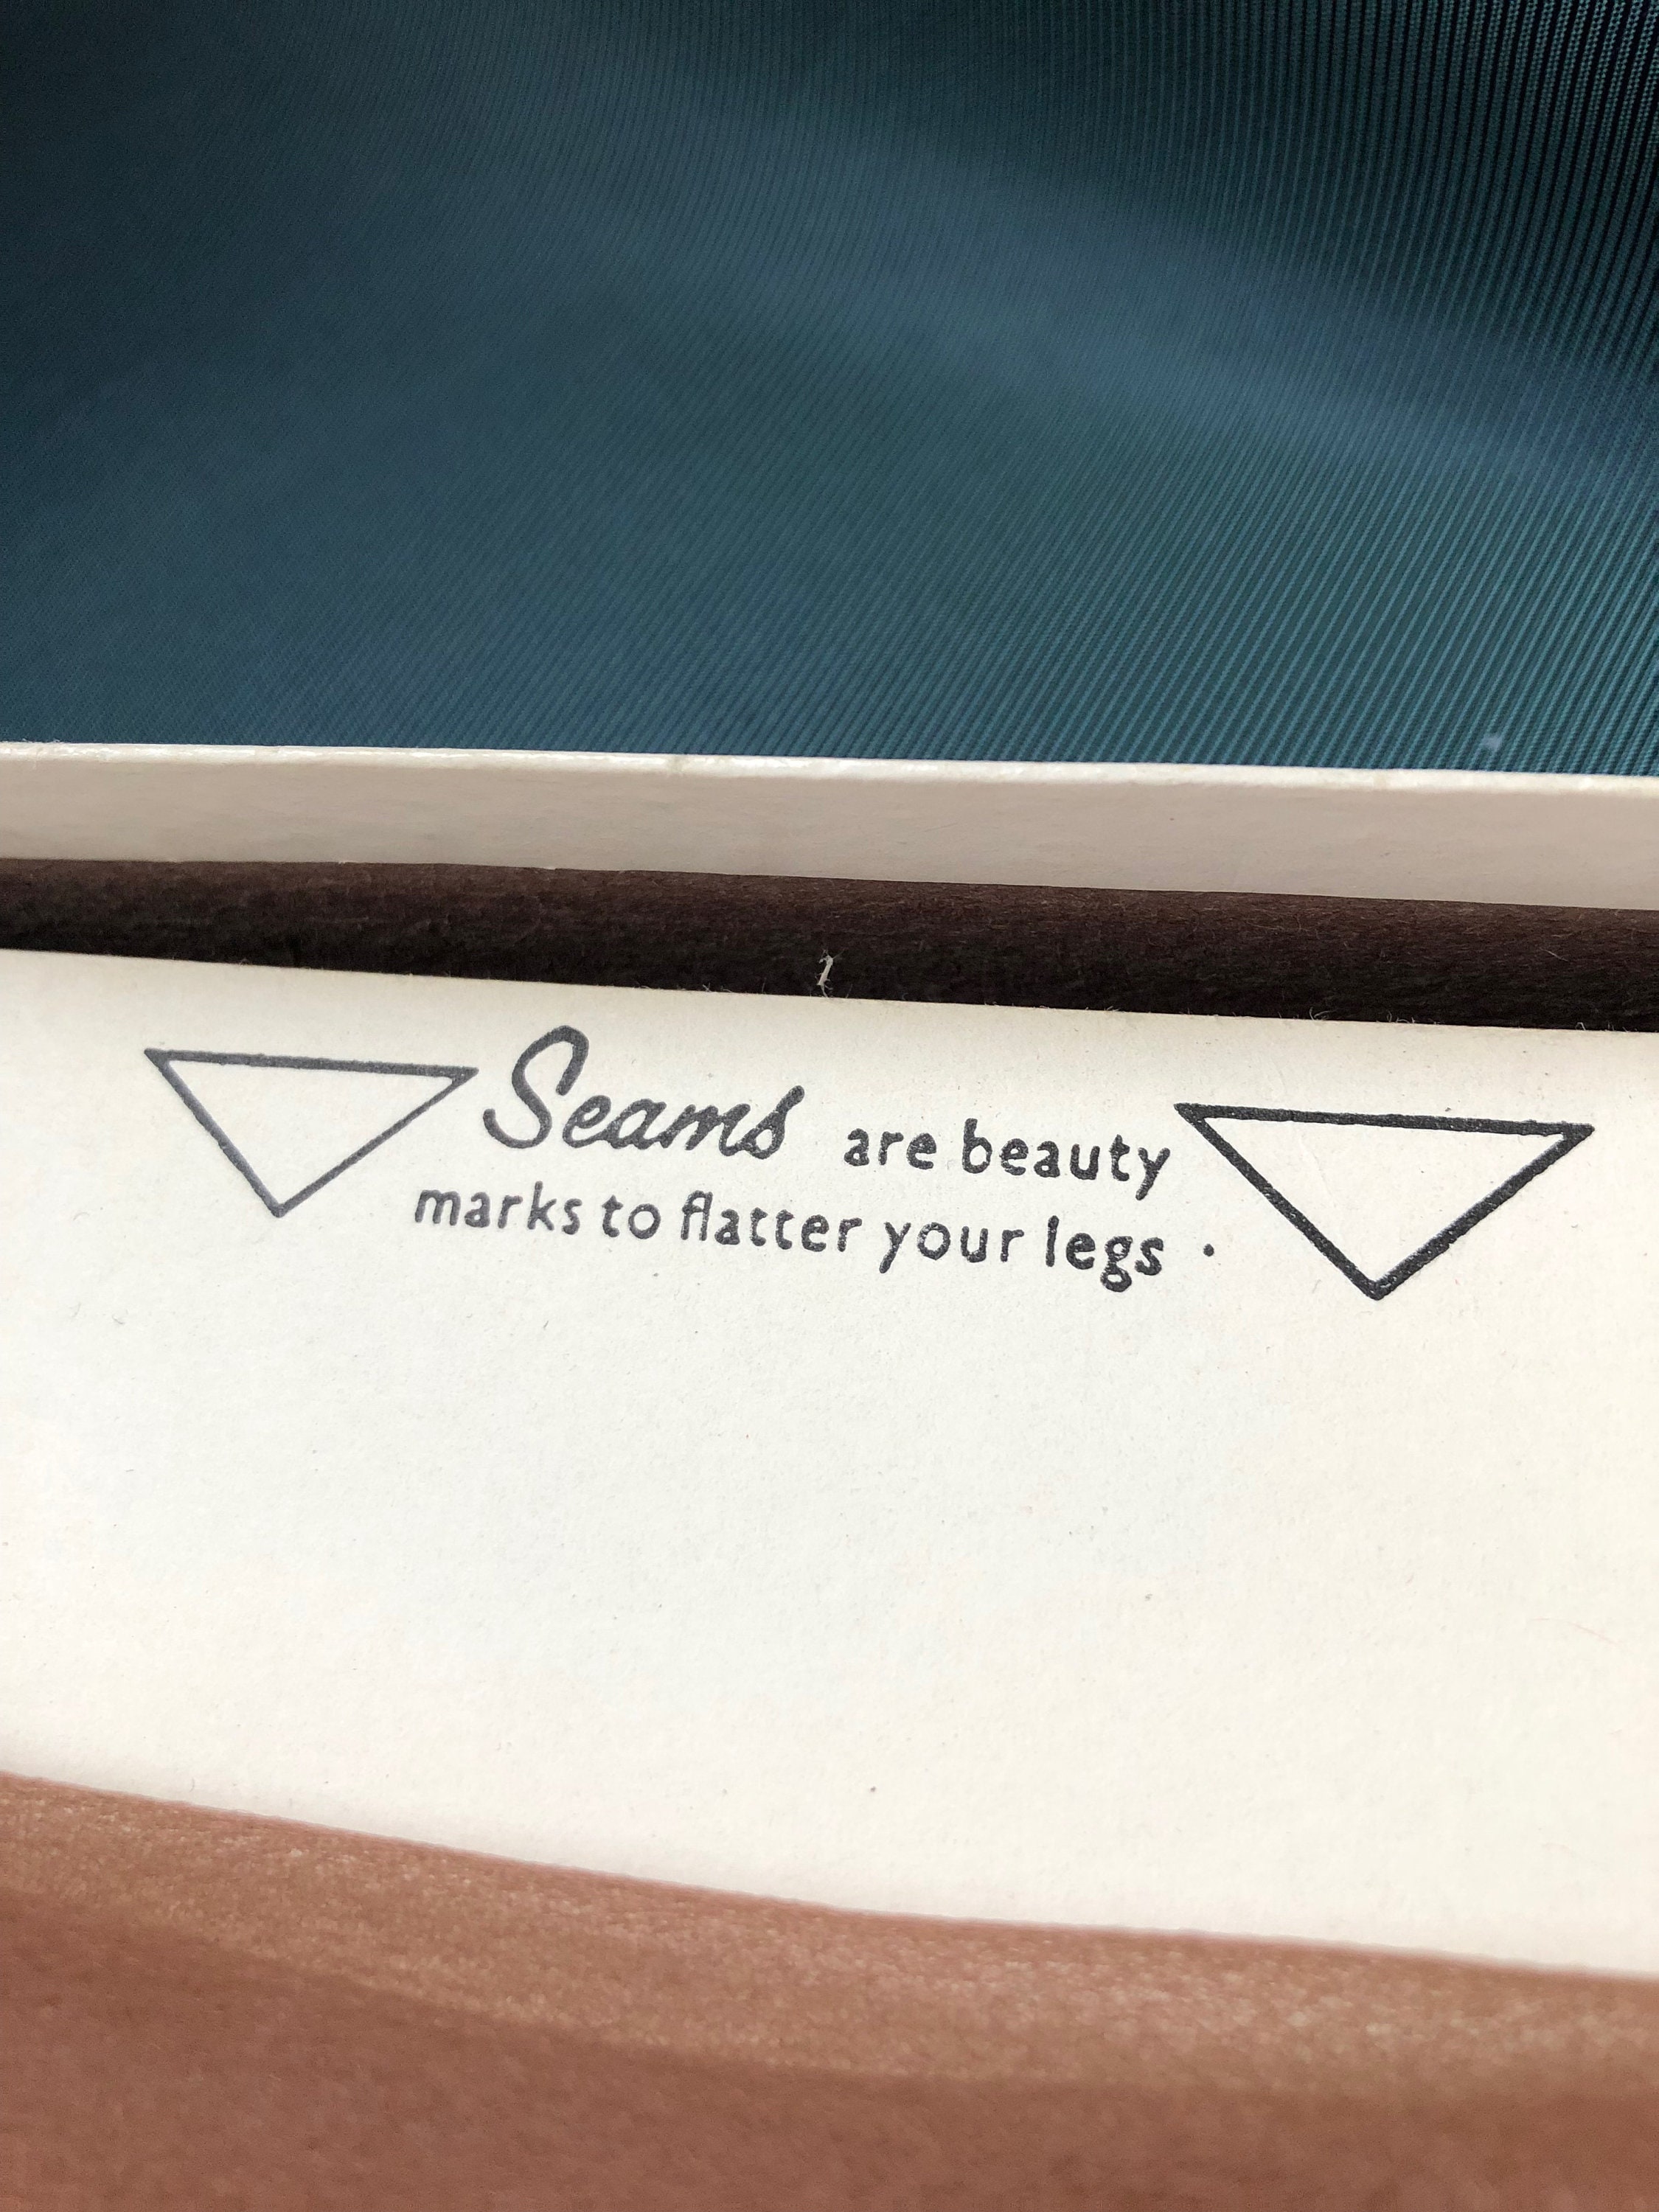 Seams are beauty
marks to flatter your legs .